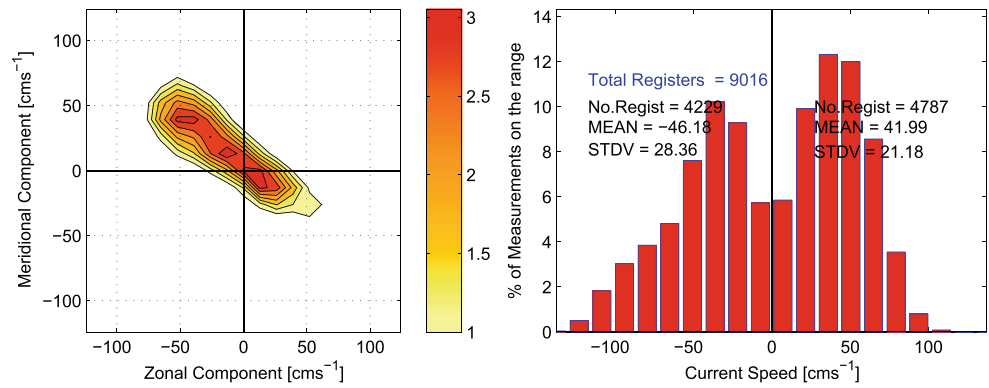 100
50
0
−50
−100
−100
−50
0
50
100
Meridional Component [cms⁻¹]
Zonal Component [cms⁻¹]
3
2.5
2
1.5
1
14
12
10
8
6
4
2
0
−100
−50
0
50
100
% of Measurements on the range
Current Speed [cms⁻¹]
Total Registers = 9016
No.Regist = 4229
MEAN = −46.18
STDV = 28.36
No.Regist = 4787
MEAN = 41.99
STDV = 21.18